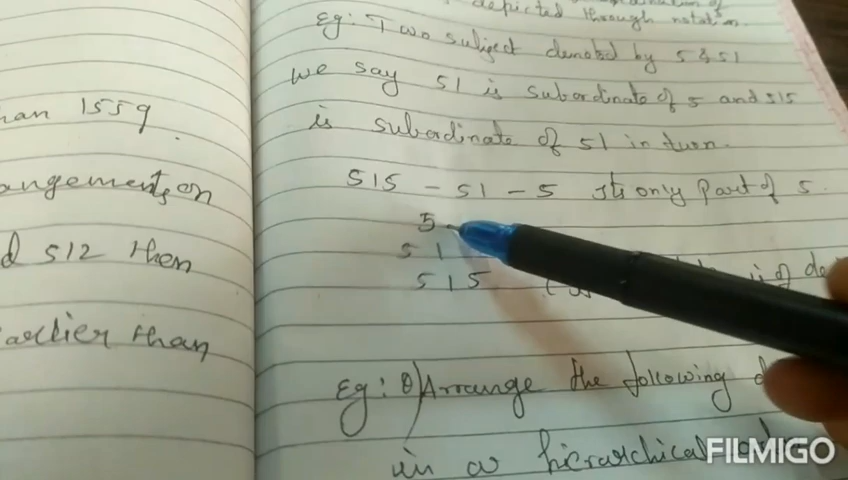 depicted through notation.
Eg: Two subject denoted by 5 & 51
we say 51 is subordinate of 5 and 515
is subordinate of 51 in turn.
515 - 51 - 5 its only part of 5.
5
51
515
Eg: Arrange the following
in a hierarchical
han 1559.
angements on
d 512 then
earlier than
FILMIGO